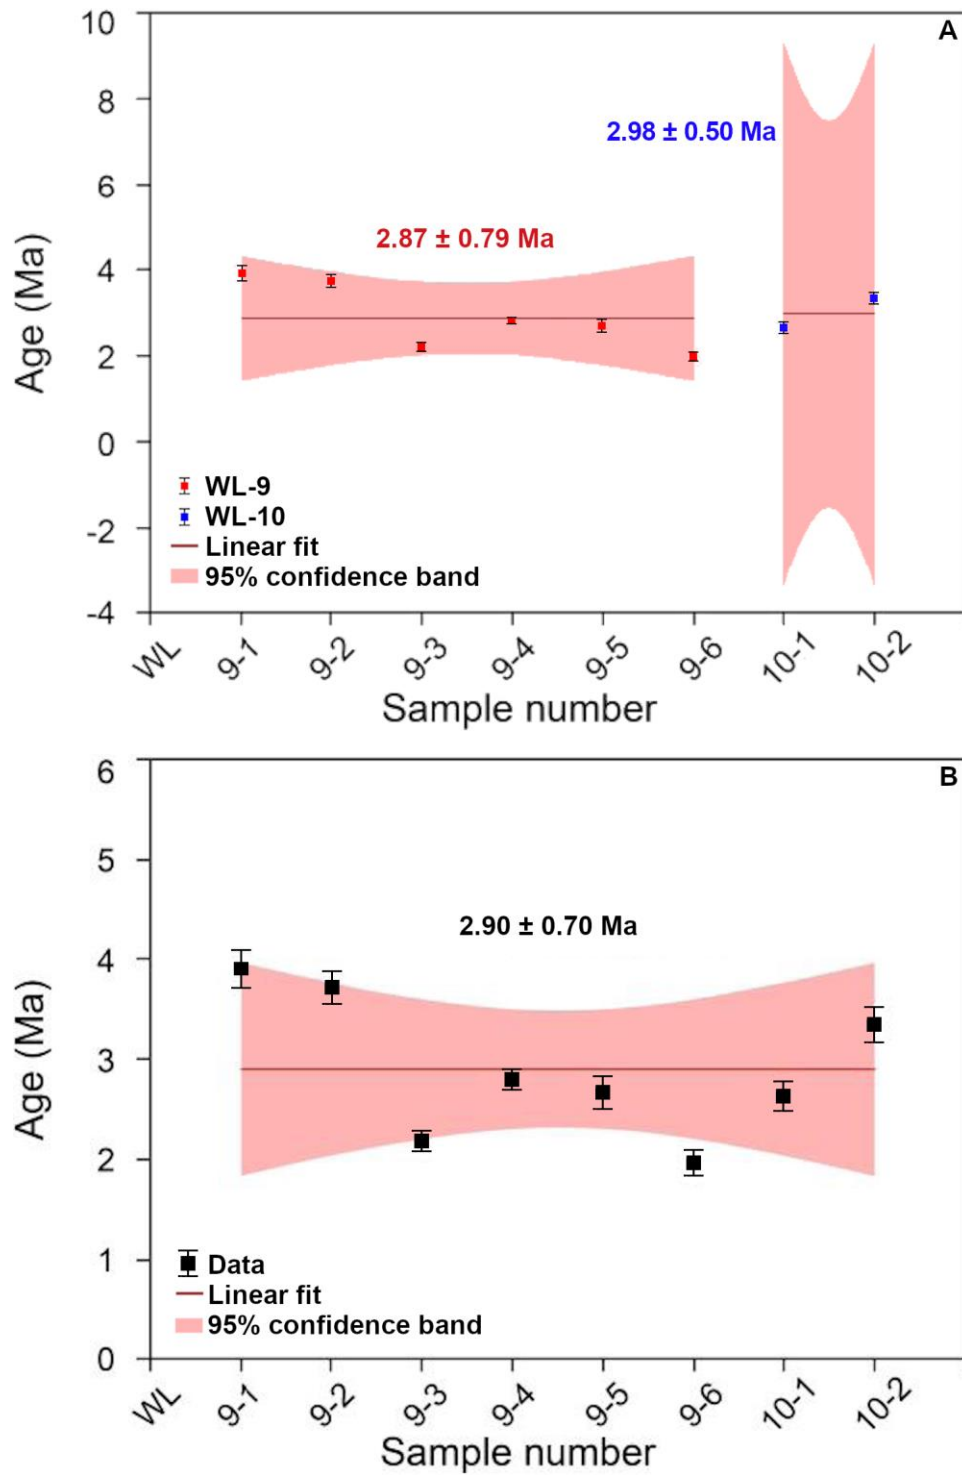 A
10
8
6
4
2
0
-2
-4
Age (Ma)
2.98 ± 0.50 Ma
2.87 ± 0.79 Ma
WL-9
WL-10
Linear fit
95% confidence band
WL 9-1 9-2 9-3 9-4 9-5 9-6 10-1 10-2
Sample number
B
6
5
4
3
2
1
0
Age (Ma)
2.90 ± 0.70 Ma
Data
Linear fit
95% confidence band
WL 9-1 9-2 9-3 9-4 9-5 9-6 10-1 10-2
Sample number